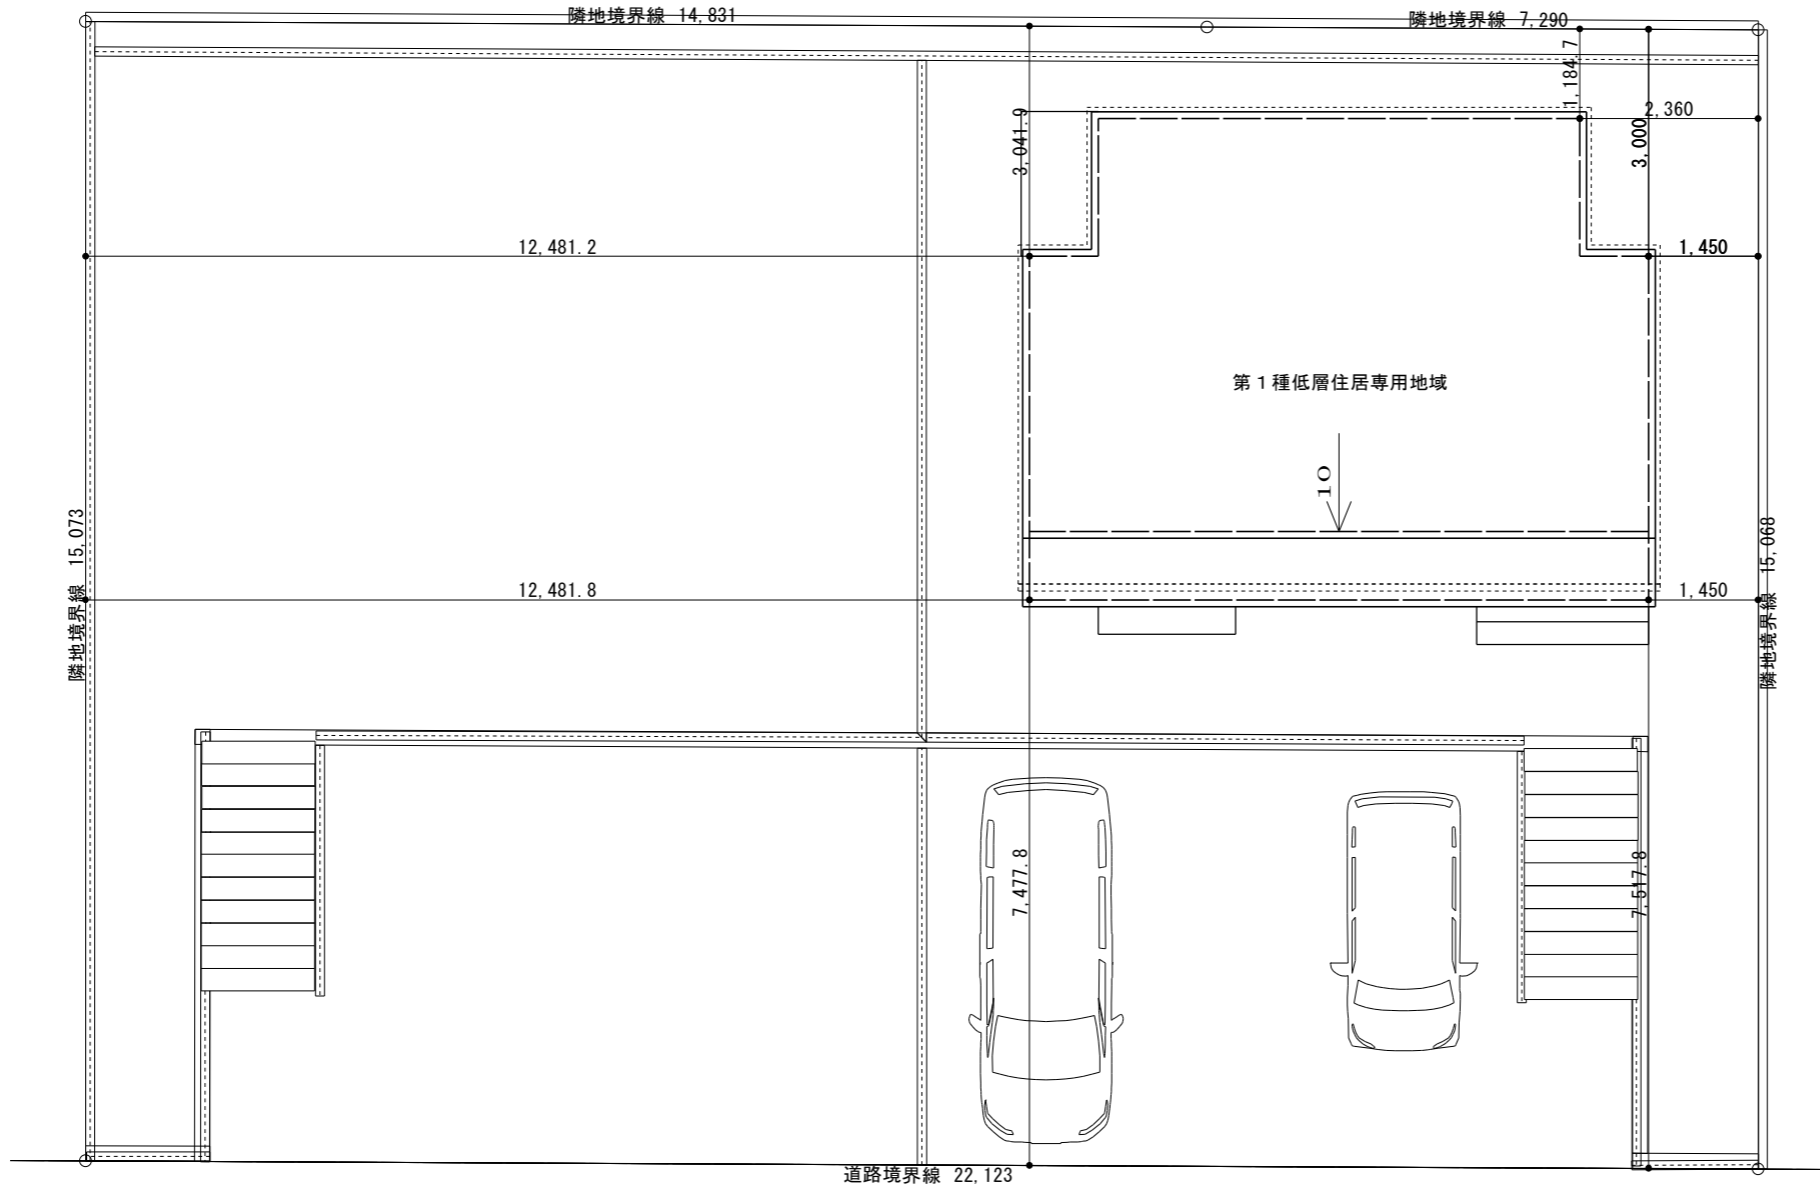 隣地境界線 14,831
隣地境界線 7,290
1,184.7
2,360
3,041.9
3,000
12,481.2
1,450
第1種低層住居専用地域
10
隣地境界線 15,073
隣地境界線 15,068
12,481.8
1,450
7,477.8
7,517.8
道路境界線 22,123